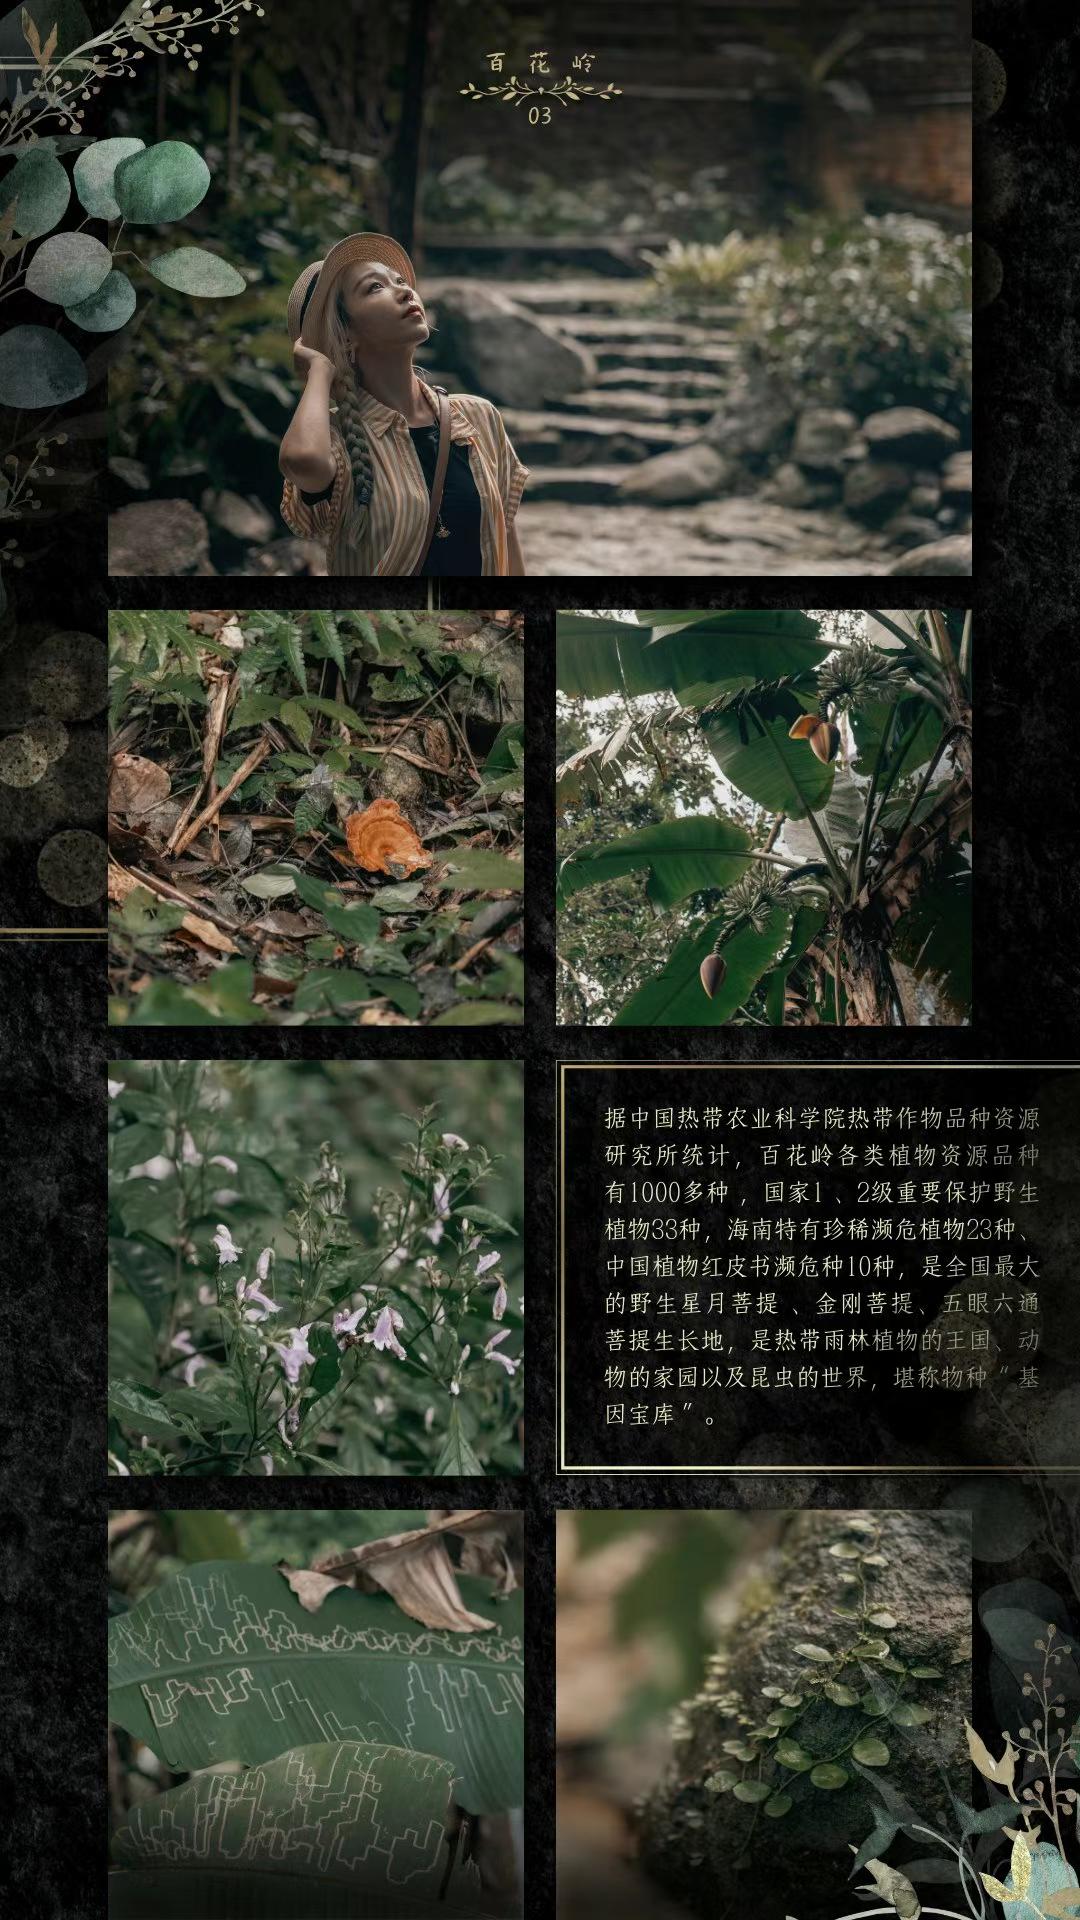 百花岭
03
据中国热带农业科学院热带作物品种资源
研究所统计，百花岭各类植物资源品种
有1000多种 ，国家1 、2级重要保护野生
植物33种，海南特有珍稀濒危植物23种、
中国植物红皮书濒危种10种，是全国最大
的野生星月菩提 、金刚菩提、五眼六通
菩提生长地，是热带雨林植物的王国、动
物的家园以及昆虫的世界，堪称物种“基
因宝库”。